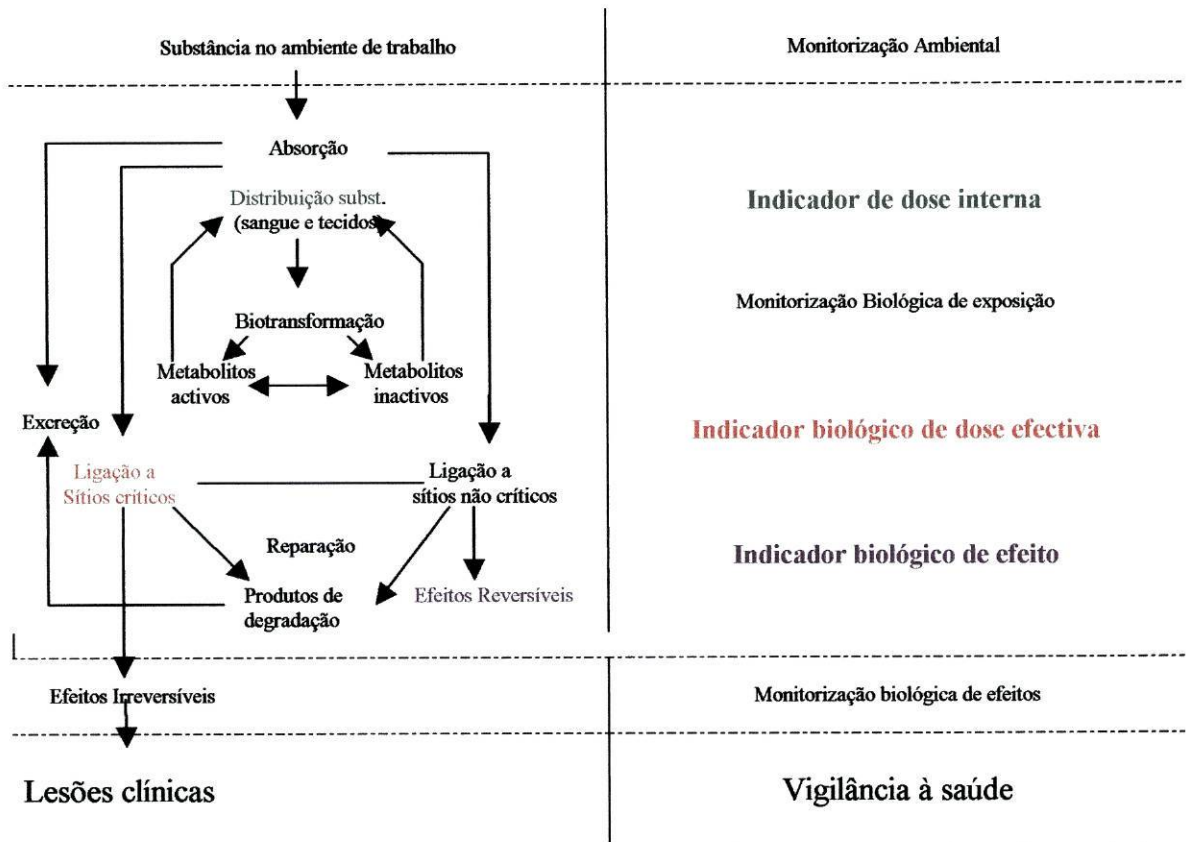 Substância no ambiente de trabalho
Monitorização Ambiental
Absorção
Distribuição subst.
(sangue e tecidos)
Indicador de dose interna
Monitorização Biológica de exposição
Biotransformação
Metabolitos
activos
Metabolitos
inactivos
Excreção
Indicador biológico de dose efectiva
Ligação a
Sítios críticos
Ligação a
sítios não críticos
Reparação
Indicador biológico de efeito
Produtos de
degradação
Efeitos Reversíveis
Efeitos Irreversíveis
Monitorização biológica de efeitos
Lesões clínicas
Vigilância à saúde